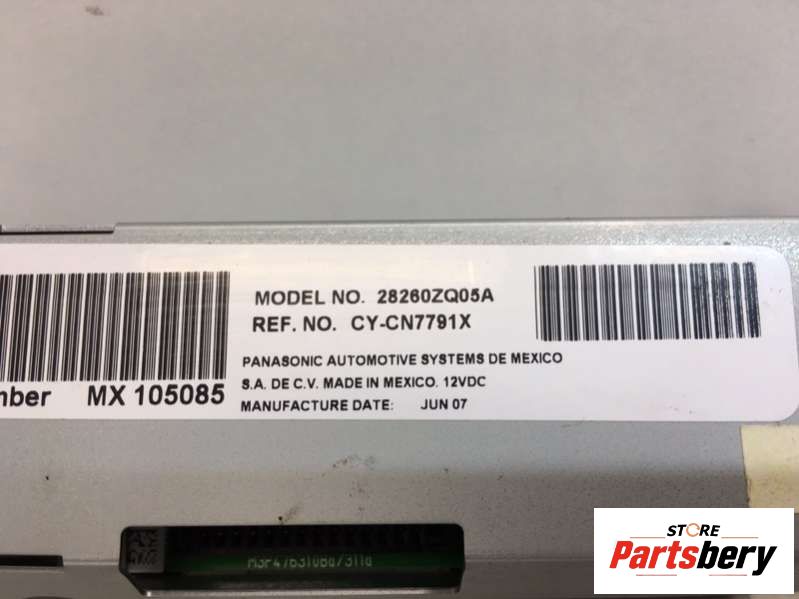 MODEL NO. 28260ZQ05A
REF. NO. CY-CN7791X
PANASONIC AUTOMOTIVE SYSTEMS DE MEXICO
S.A. DE C.V. MADE IN MEXICO. 12VDC
MANUFACTURE DATE: JUN 07
mber MX 105085
STORE
Partsbery